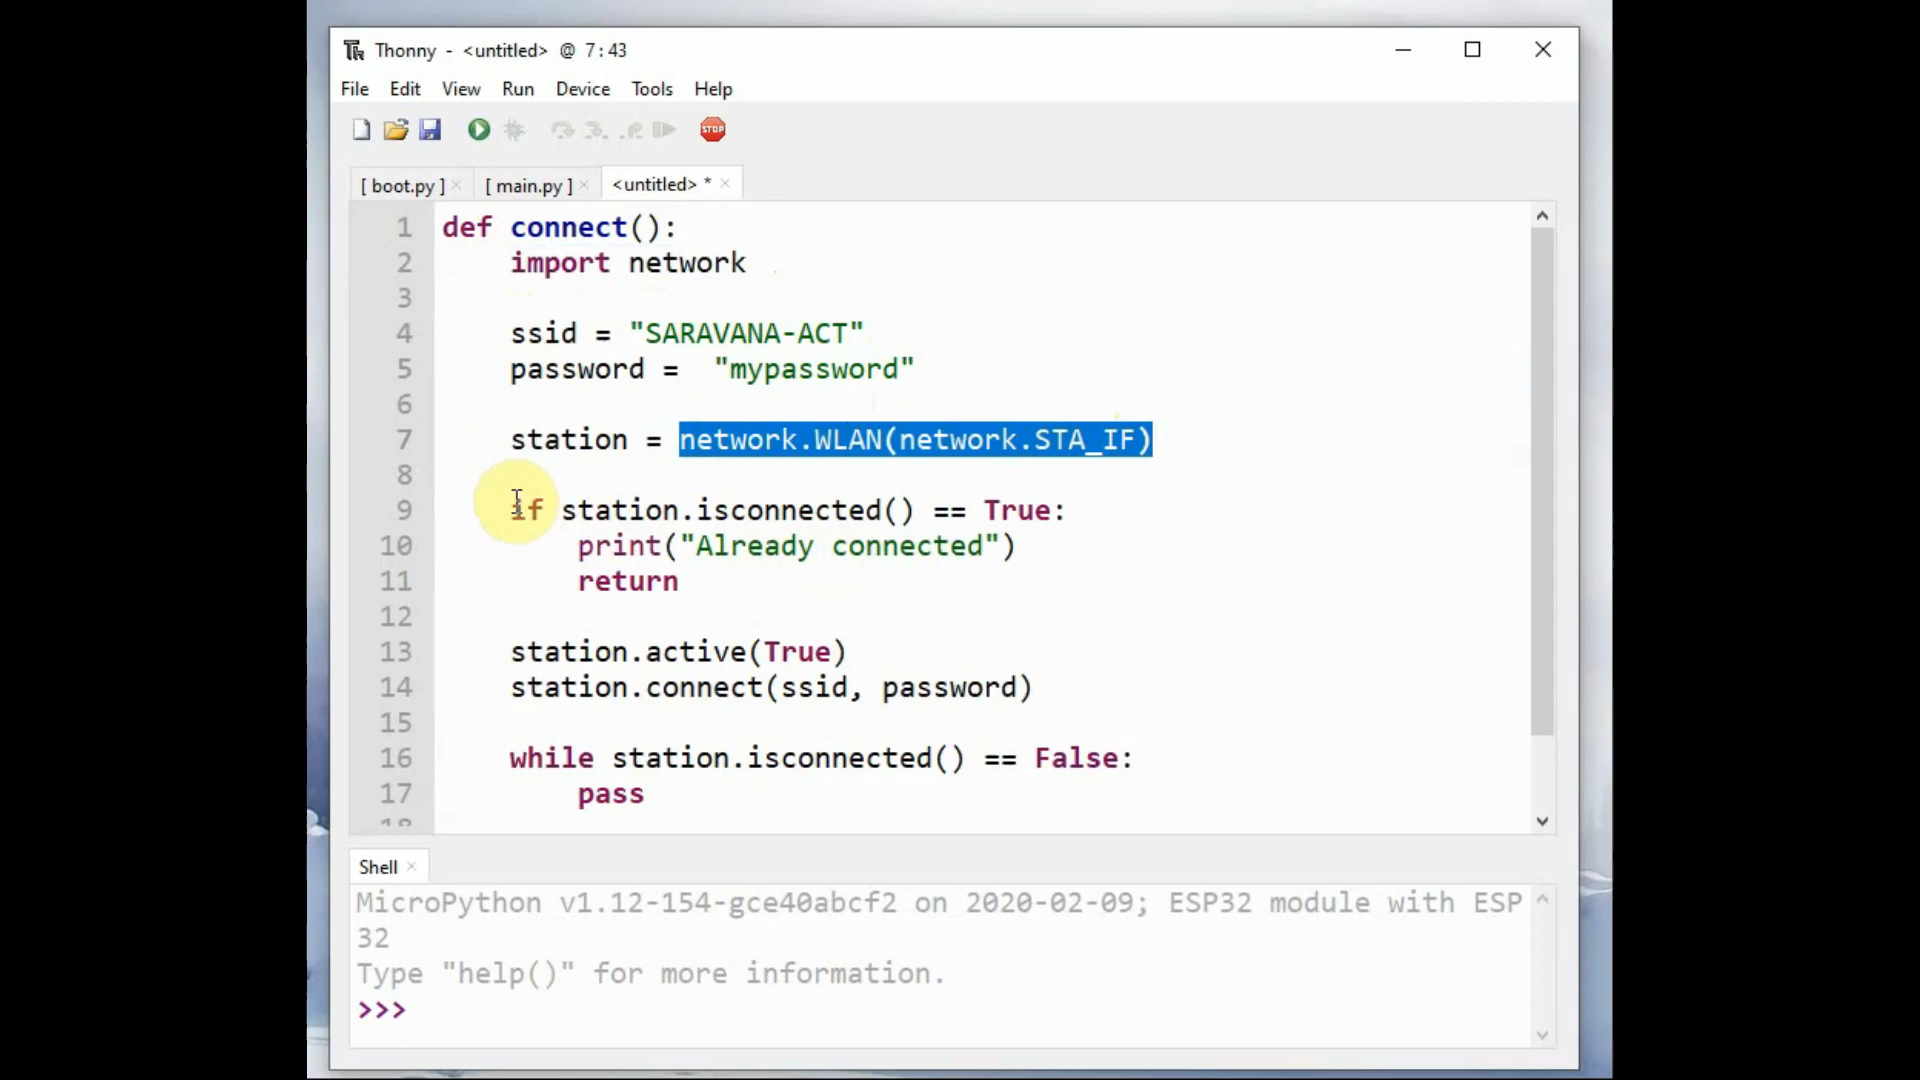 Thonny - <untitled> @ 7:43
File Edit View Run Device Tools Help
STOP
[ boot.py ] [ main.py ] <untitled> *
1 def connect():
2     import network
3
4     ssid = "SARAVANA-ACT"
5     password =  "mypassword"
6
7     station = network.WLAN(network.STA_IF)
8
9     if station.isconnected() == True:
10         print("Already connected")
11         return
12
13     station.active(True)
14     station.connect(ssid, password)
15
16     while station.isconnected() == False:
17         pass
18
Shell
MicroPython v1.12-154-gce40abcf2 on 2020-02-09; ESP32 module with ESP
32
Type "help()" for more information.
>>>